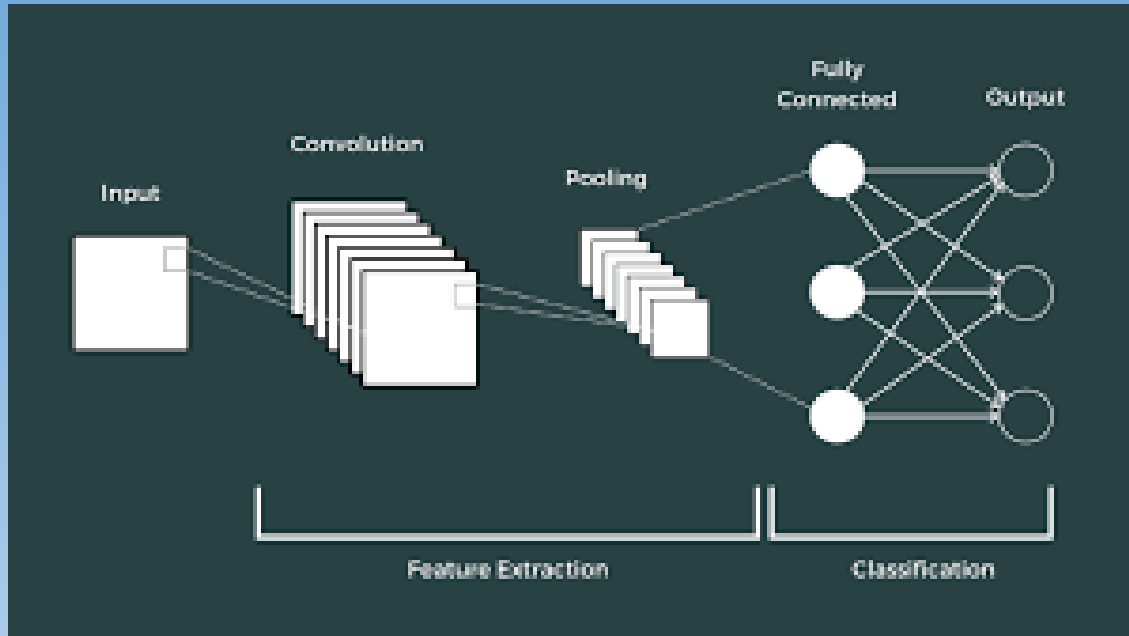 Input
Convolution
Pooling
Fully
Connected
Output
Feature Extraction
Classification